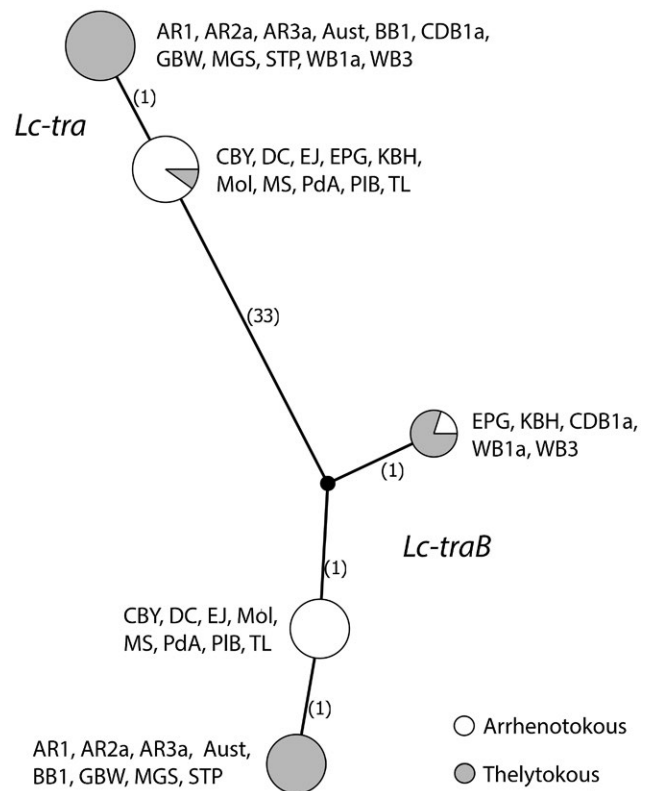 AR1, AR2a, AR3a, Aust, BB1, CDB1a,
GBW, MGS, STP, WB1a, WB3
(1)
Lc-tra
CBY, DC, EJ, EPG, KBH,
Mol, MS, PdA, PlB, TL
(33)
EPG, KBH, CDB1a,
WB1a, WB3
(1)
Lc-traB
(1)
CBY, DC, EJ, Mol,
MS, PdA, PlB, TL
(1)
Arrhenotokous
AR1, AR2a, AR3a, Aust,
BB1, GBW, MGS, STP
Thelytokous